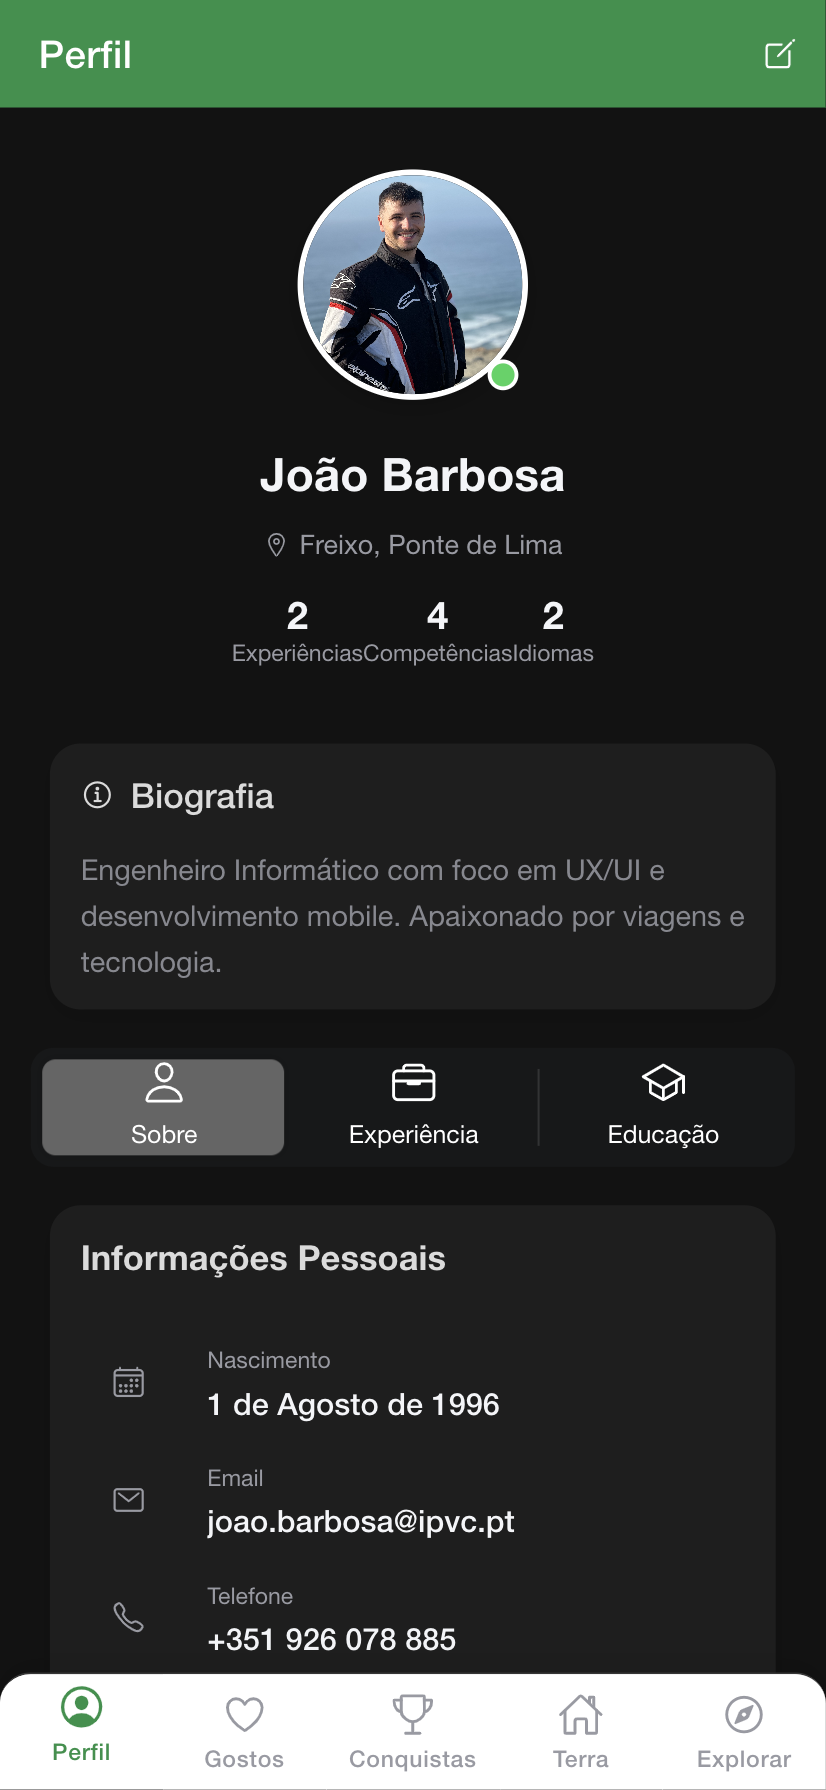 Perfil
João Barbosa
Freixo, Ponte de Lima
2 4 2
Experiências Competências Idiomas
Biografia
Engenheiro Informático com foco em UX/UI e
desenvolvimento mobile. Apaixonado por viagens e
tecnologia.
Sobre Experiência Educação
Informações Pessoais
Nascimento
1 de Agosto de 1996
Email
joao.barbosa@ipvc.pt
Telefone
+351 926 078 885
Perfil Gostos Conquistas Terra Explorar